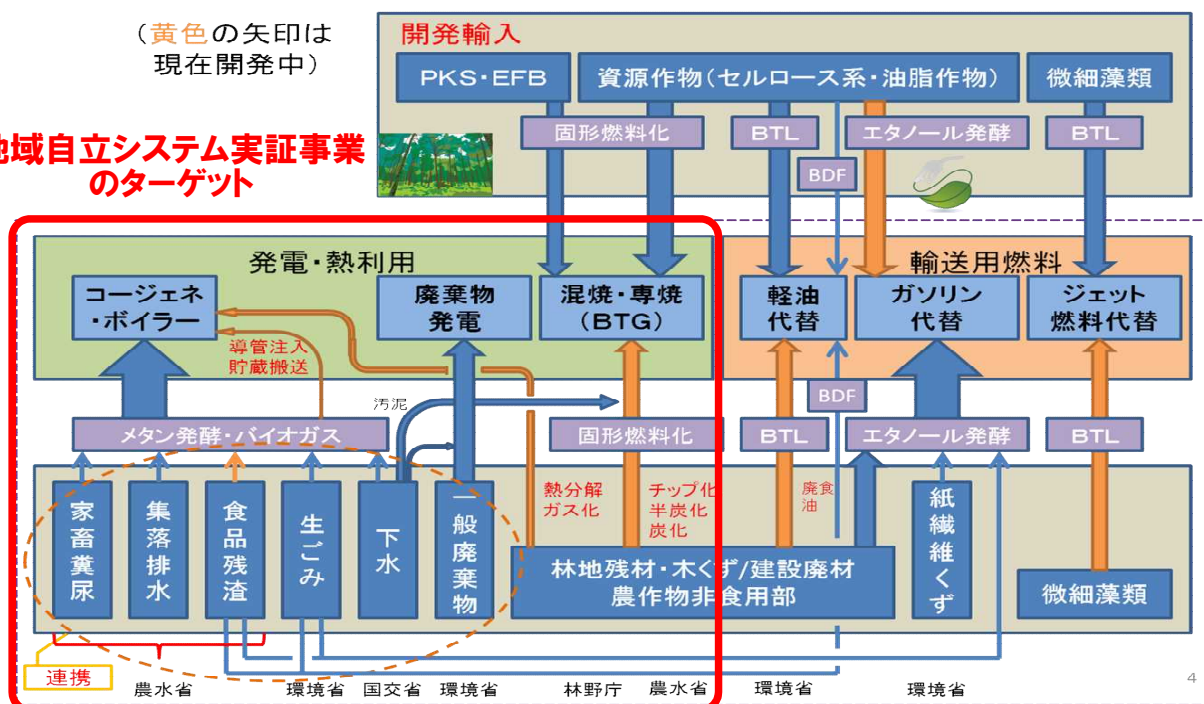 (黄色の矢印は
現在開発中)
開発輸入
PKS・EFB
資源作物(セルロース系・油脂作物)
微細藻類
固形燃料化
BTL
エタノール発酵
BTL
BDF
地域自立システム実証事業
のターゲット
発電・熱利用
輸送用燃料
コージェネ
・ボイラー
廃棄物
発電
混焼・専焼
(BTG)
軽油
代替
ガソリン
代替
ジェット
燃料代替
導管注入
貯蔵搬送
汚泥
BDF
メタン発酵・バイオガス
固形燃料化
BTL
エタノール発酵
BTL
家畜糞尿
集落排水
食品残渣
生ごみ
下水
一般廃棄物
熱分解
ガス化
チップ化
半炭化
炭化
廃食
油
紙繊維くず
林地残材・木くず/建設廃材
農作物非食用部
微細藻類
連携
農水省
環境省
国交省
環境省
林野庁
農水省
環境省
環境省
4